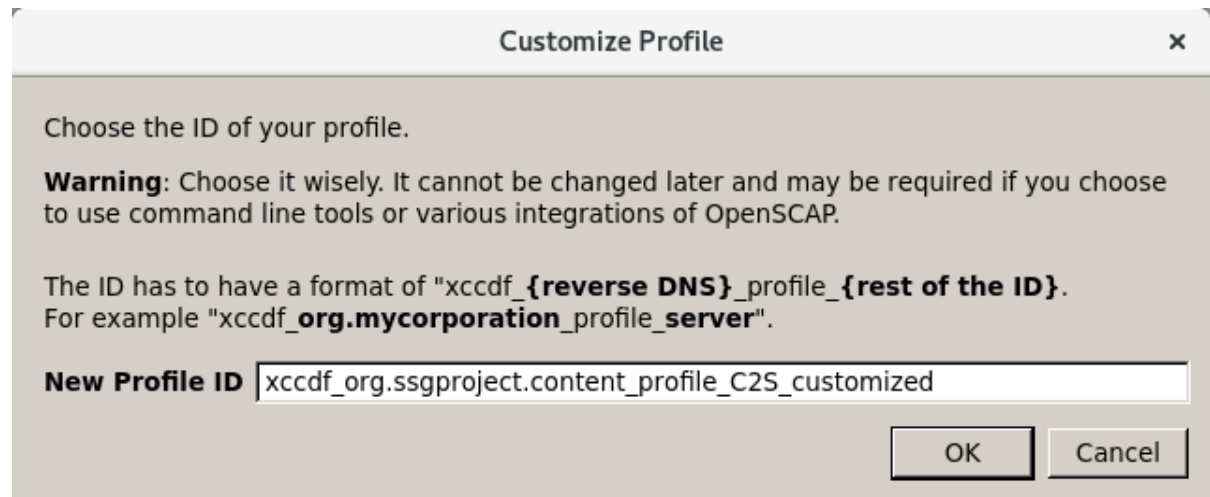 Customize Profile ×
Choose the ID of your profile.
Warning: Choose it wisely. It cannot be changed later and may be required if you choose
to use command line tools or various integrations of OpenSCAP.
The ID has to have a format of "xccdf_{reverse DNS}_profile_{rest of the ID}.
For example "xccdf_org.mycorporation_profile_server".
New Profile ID xccdf_org.ssgproject.content_profile_C2S_customized
OK Cancel